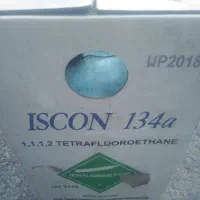 WP2018
ISCON 134a
1,1,1,2 TETRAFLUOROETHANE